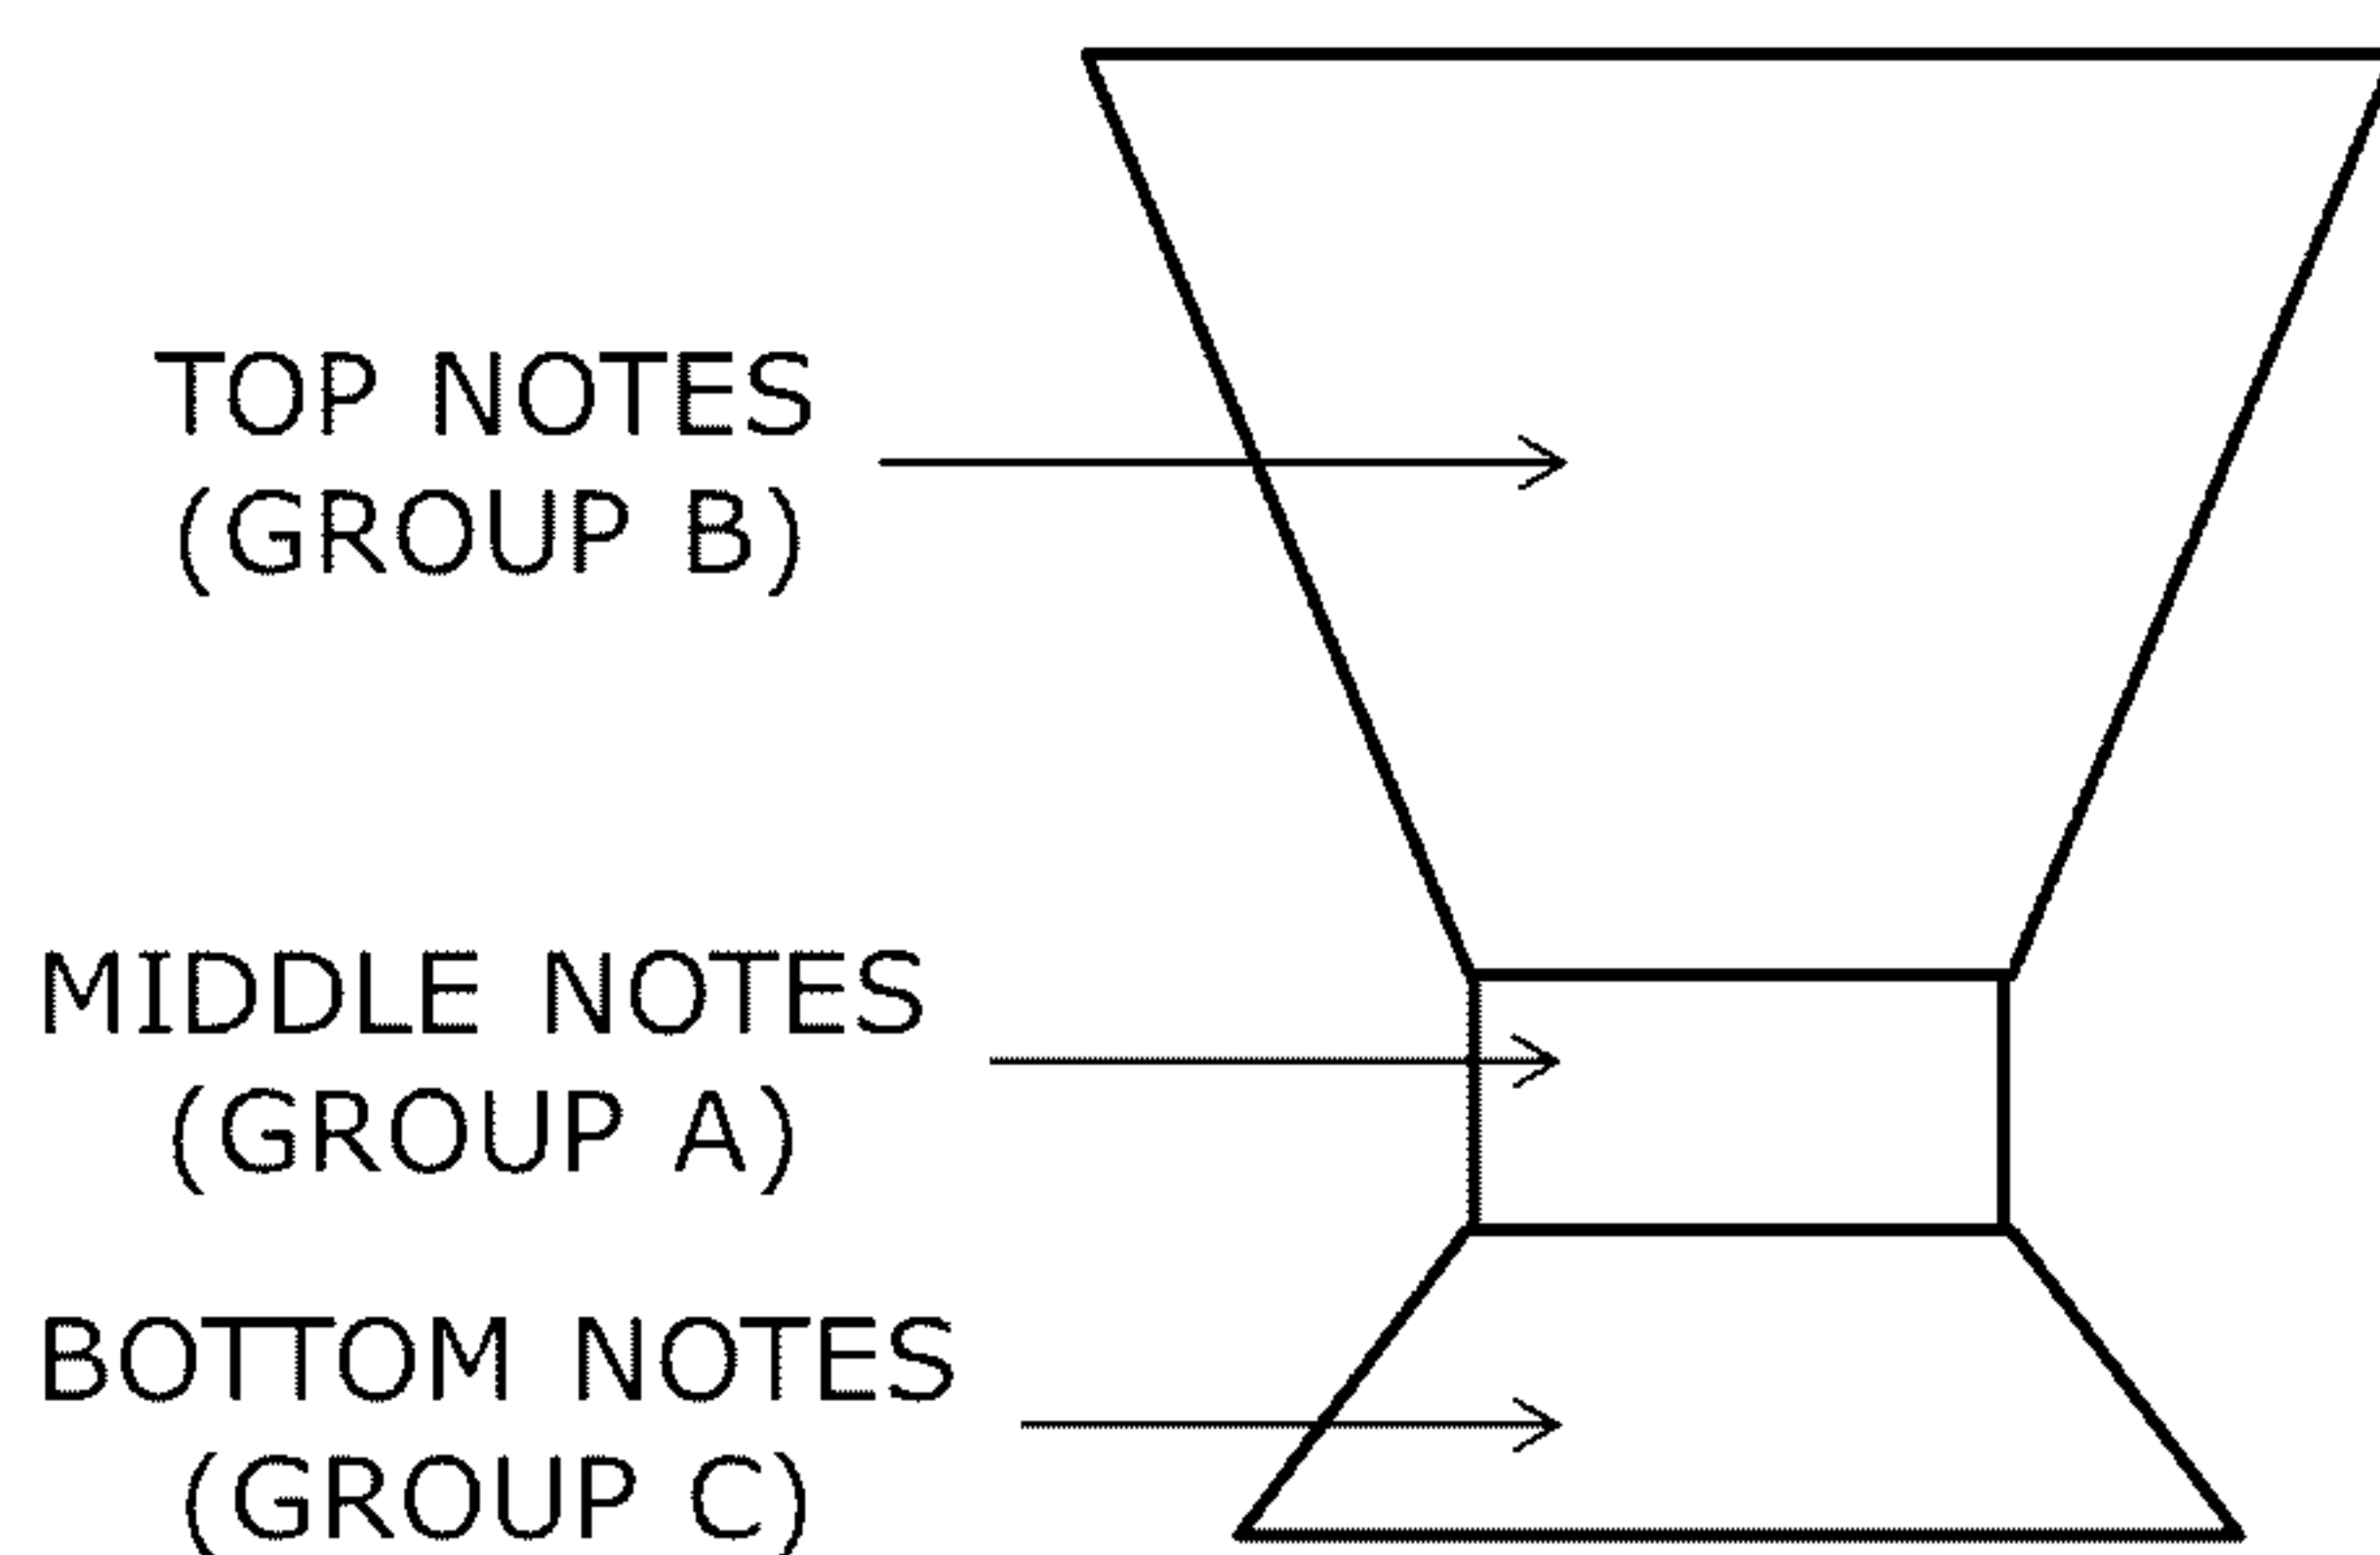 TOP NOTES
(GROUP B)
MIDDLE NOTES
(GROUP A)
BOTTOM NOTES
(GROUP C)